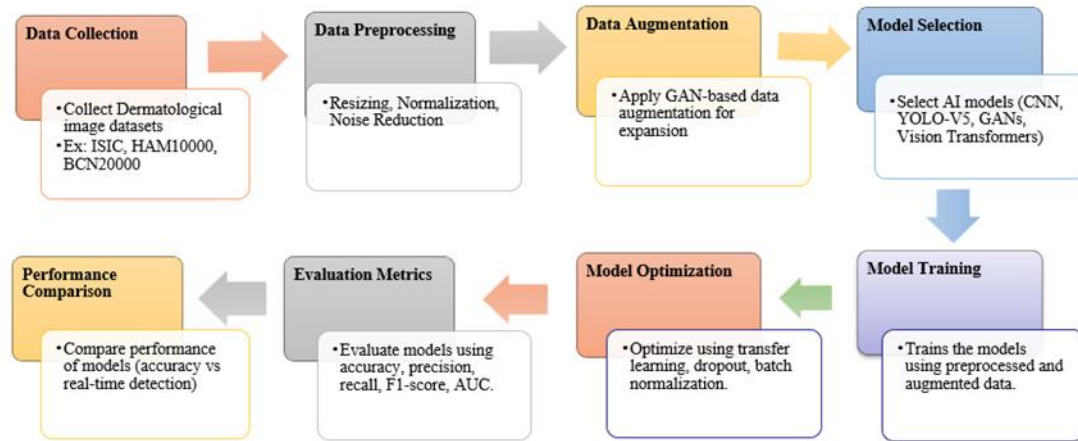 Data Collection
•Collect Dermatological
image datasets
•Ex: ISIC, HAM10000,
BCN20000
Data Preprocessing
•Resizing, Normalization,
Noise Reduction
Data Augmentation
•Apply GAN-based data
augmentation for
expansion
Model Selection
•Select AI models (CNN,
YOLO-V5, GANs,
Vision Transformers)
Model Training
•Trains the models
using preprocessed and
augmented data.
Model Optimization
•Optimize using transfer
learning, dropout, batch
normalization.
Evaluation Metrics
•Evaluate models using
accuracy, precision,
recall, F1-score, AUC.
Performance
Comparison
•Compare performance
of models (accuracy vs
real-time detection)